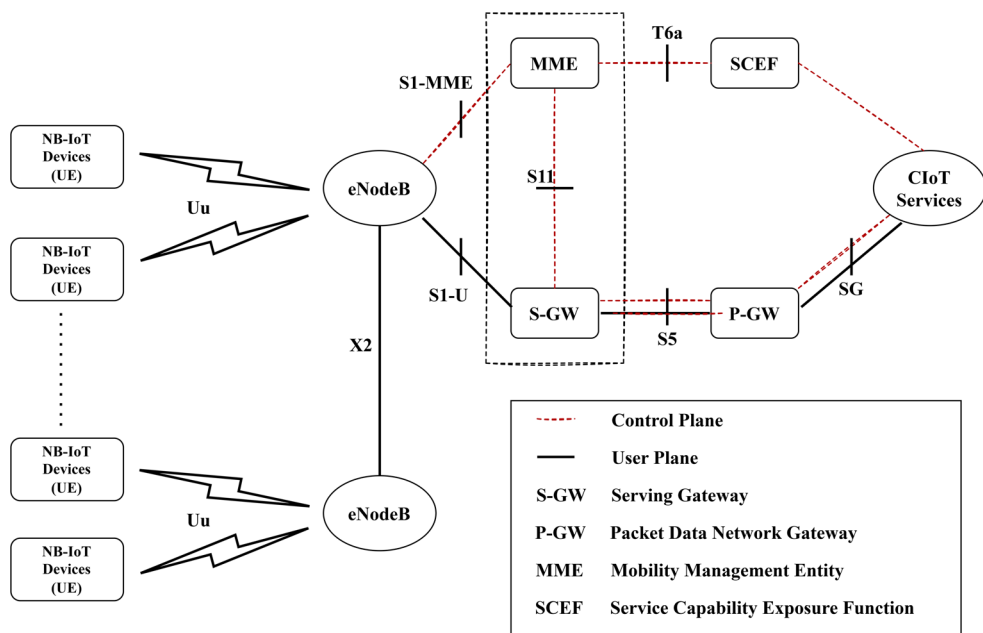 T6a
MME
SCEF
S1-MME
NB-IoT
Devices
(UE)
eNodeB
S11
CIoT
Services
Uu
NB-IoT
Devices
(UE)
S1-U
S-GW
P-GW
SG
S5
X2
NB-IoT
Devices
(UE)
Uu
eNodeB
NB-IoT
Devices
(UE)
Control Plane
User Plane
S-GW Serving Gateway
P-GW Packet Data Network Gateway
MME Mobility Management Entity
SCEF Service Capability Exposure Function